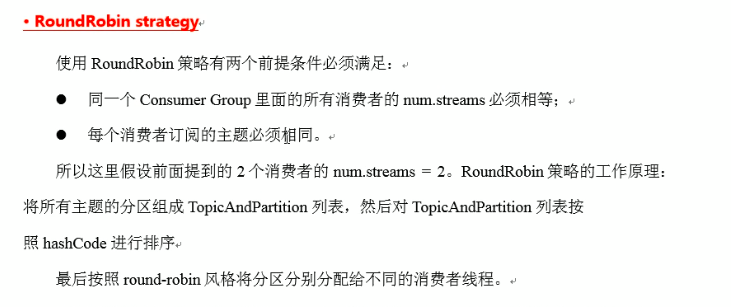 • RoundRobin strategy
使用 RoundRobin 策略有两个前提条件必须满足：
● 同一个 Consumer Group 里面的所有消费者的 num.streams 必须相等；
● 每个消费者订阅的主题必须相同。
所以这里假设前面提到的 2 个消费者的 num.streams = 2。RoundRobin 策略的工作原理：
将所有主题的分区组成 TopicAndPartition 列表，然后对 TopicAndPartition 列表按
照 hashCode 进行排序
最后按照 round-robin 风格将分区分别分配给不同的消费者线程。